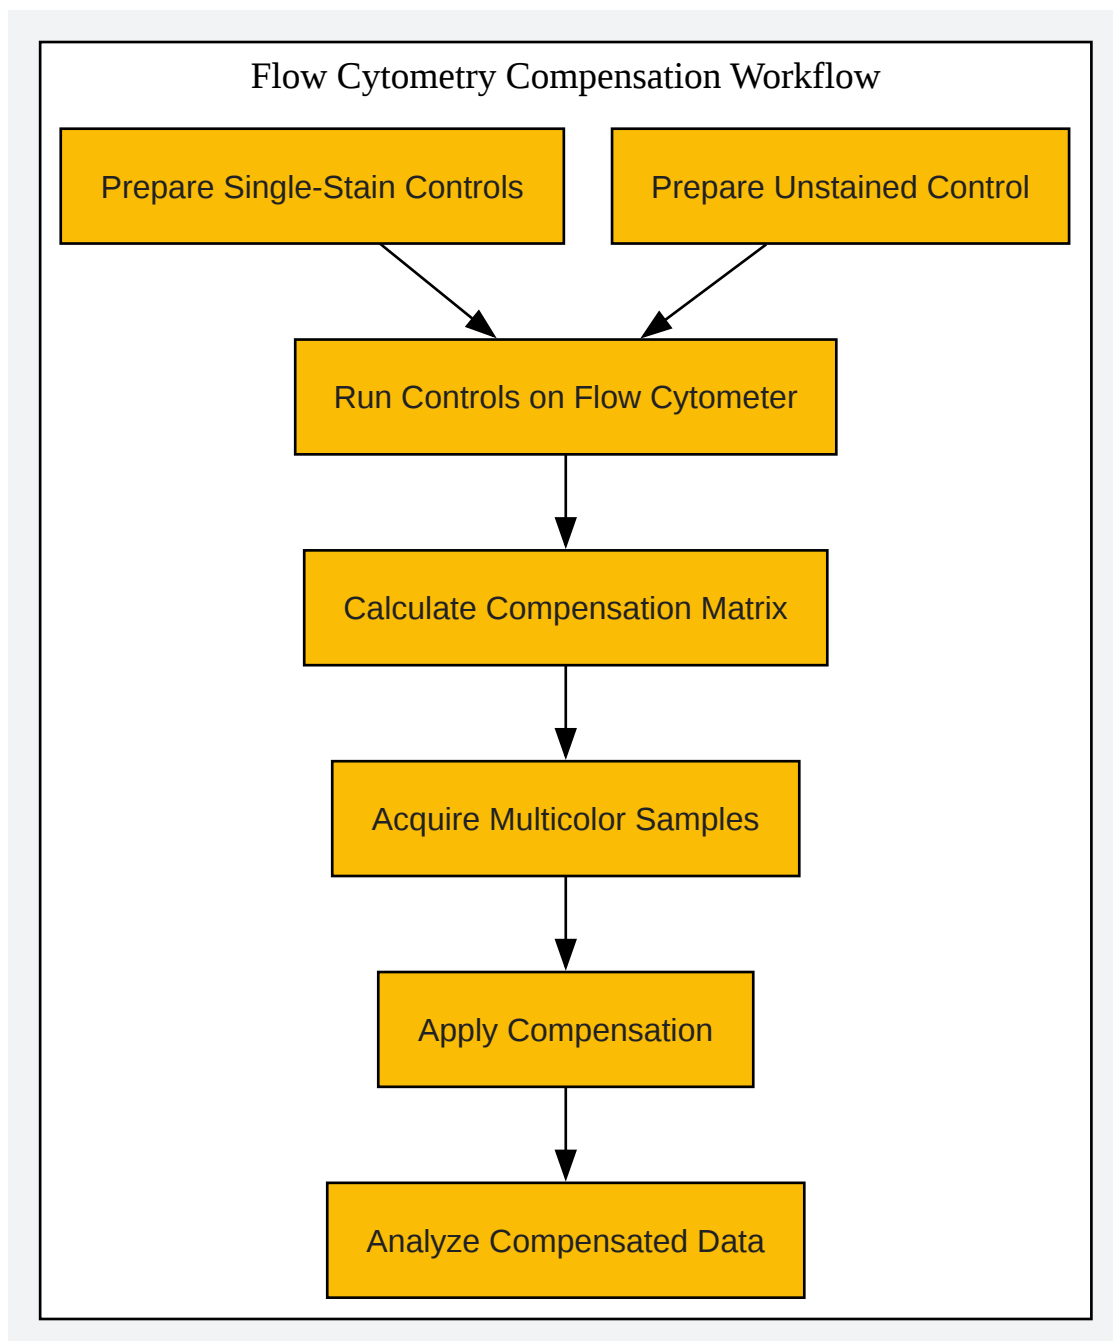 Flow Cytometry Compensation Workflow
Prepare Single-Stain Controls
Prepare Unstained Control
Run Controls on Flow Cytometer
Calculate Compensation Matrix
Acquire Multicolor Samples
Apply Compensation
Analyze Compensated Data